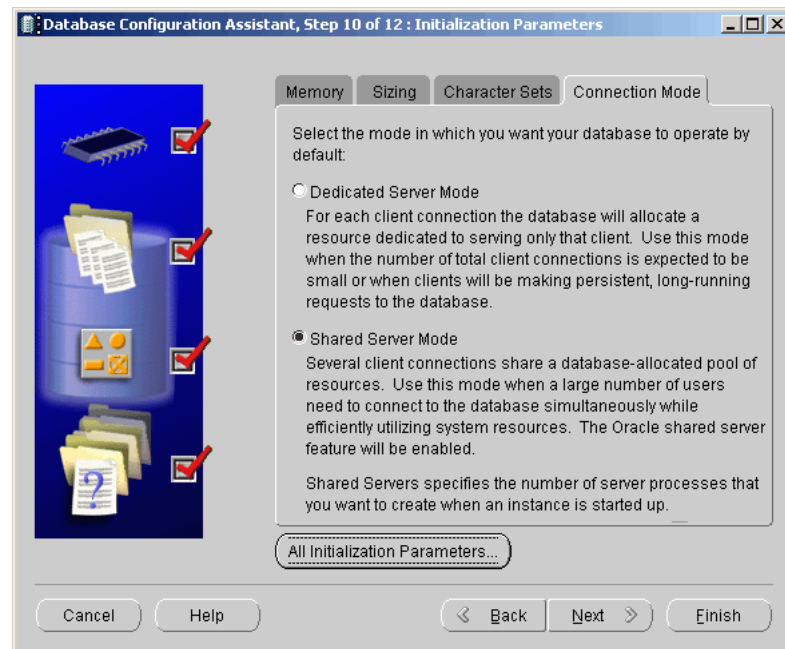 Database Configuration Assistant, Step 10 of 12 : Initialization Parameters
Memory Sizing Character Sets Connection Mode
Select the mode in which you want your database to operate by
default:
Dedicated Server Mode
For each client connection the database will allocate a
resource dedicated to serving only that client. Use this mode
when the number of total client connections is expected to be
small or when clients will be making persistent, long-running
requests to the database.
Shared Server Mode
Several client connections share a database-allocated pool of
resources. Use this mode when a large number of users
need to connect to the database simultaneously while
efficiently utilizing system resources. The Oracle shared server
feature will be enabled.
Shared Servers specifies the number of server processes that
you want to create when an instance is started up.
?
All Initialization Parameters...
Cancel Help Back Next Finish